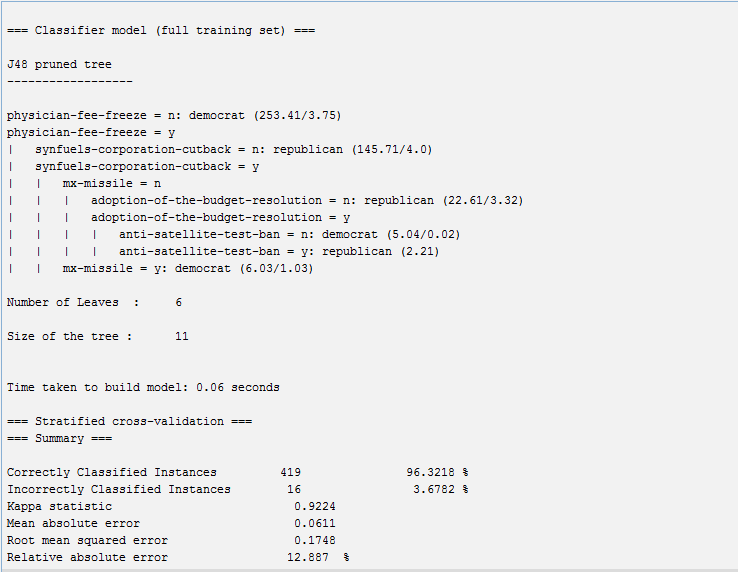 === Classifier model (full training set) ===
J48 pruned tree
------------------
physician-fee-freeze = n: democrat (253.41/3.75)
physician-fee-freeze = y
|   synfuels-corporation-cutback = n: republican (145.71/4.0)
|   synfuels-corporation-cutback = y
|   |   mx-missile = n
|   |   |   adoption-of-the-budget-resolution = n: republican (22.61/3.32)
|   |   |   adoption-of-the-budget-resolution = y
|   |   |   |   anti-satellite-test-ban = n: democrat (5.04/0.02)
|   |   |   |   anti-satellite-test-ban = y: republican (2.21)
|   |   mx-missile = y: democrat (6.03/1.03)
Number of Leaves  :     6
Size of the tree :      11
Time taken to build model: 0.06 seconds
=== Stratified cross-validation ===
=== Summary ===
Correctly Classified Instances         419               96.3218 %
Incorrectly Classified Instances        16                3.6782 %
Kappa statistic                          0.9224
Mean absolute error                      0.0611
Root mean squared error                  0.1748
Relative absolute error                 12.887  %